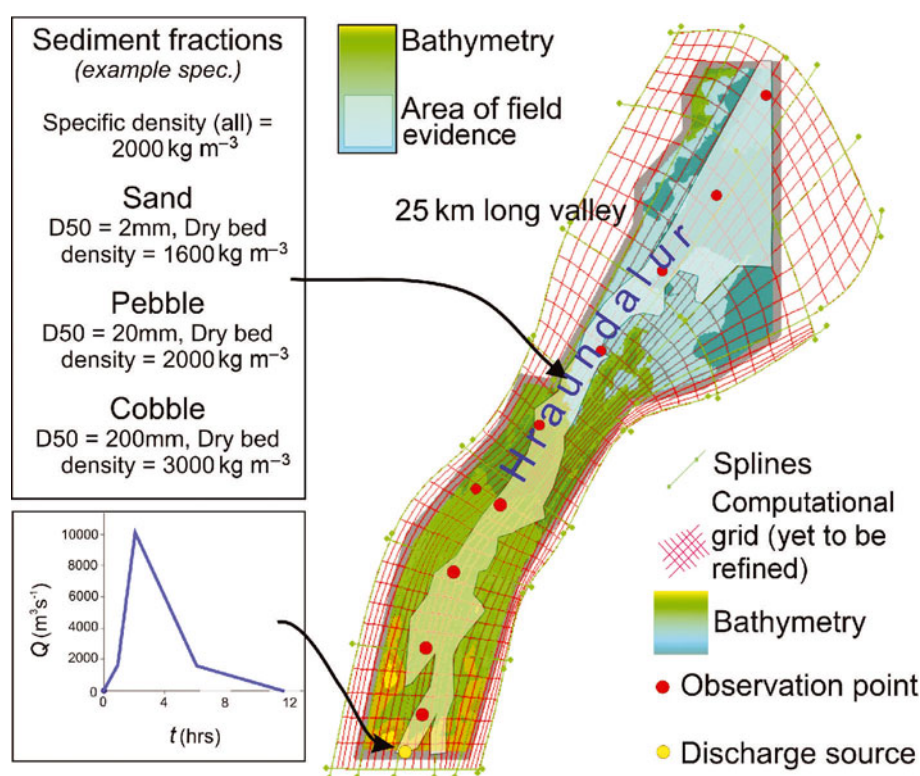 Sediment fractions
(example spec.)
Specific density (all) =
2000 kg m⁻³
Sand
D50 = 2mm, Dry bed
density = 1600 kg m⁻³
Pebble
D50 = 20mm, Dry bed
density = 2000 kg m⁻³
Cobble
D50 = 200mm, Dry bed
density = 3000 kg m⁻³
Bathymetry
Area of field
evidence
25 km long valley
Hraundalur
Q (m³s⁻¹)
10000
8000
6000
4000
2000
0
0 4 8 12
t (hrs)
Splines
Computational
grid (yet to be
refined)
Bathymetry
Observation point
Discharge source